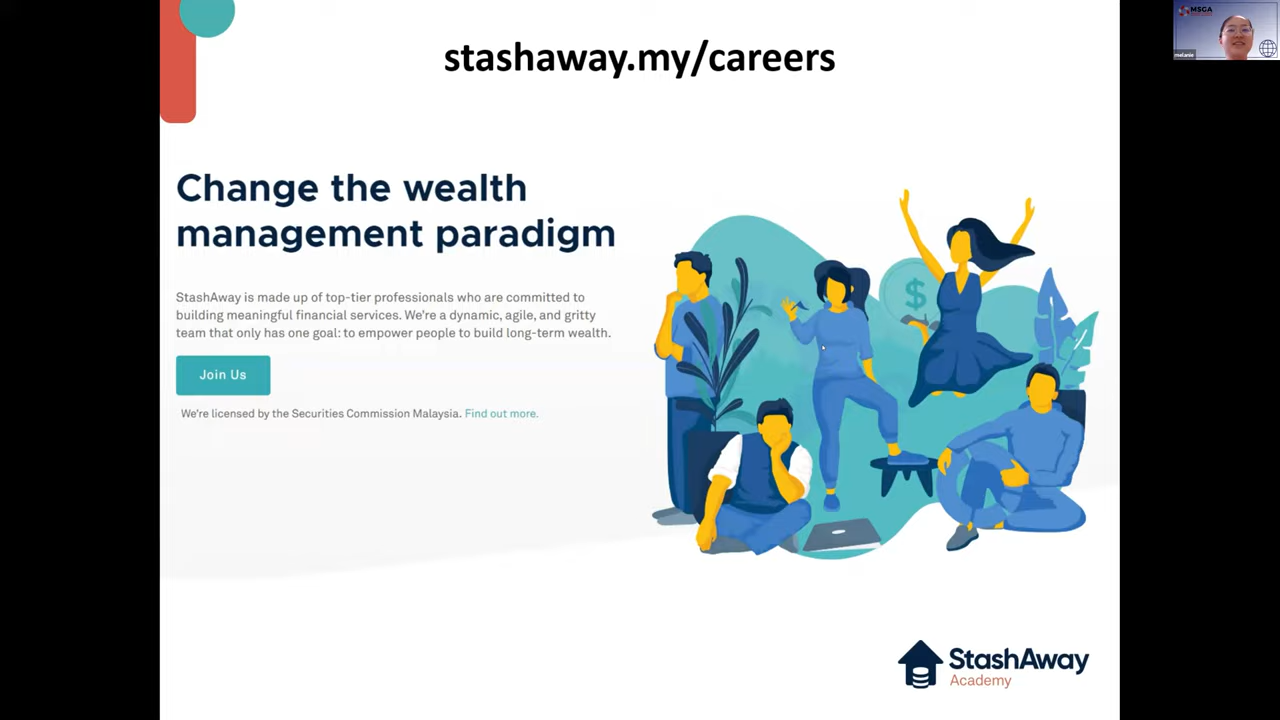 stashaway.my/careers
MSGA
melanie
Change the wealth
management paradigm
StashAway is made up of top-tier professionals who are committed to
building meaningful financial services. We're a dynamic, agile, and gritty
team that only has one goal: to empower people to build long-term wealth.
Join Us
We're licensed by the Securities Commission Malaysia. Find out more.
$
StashAway
Academy